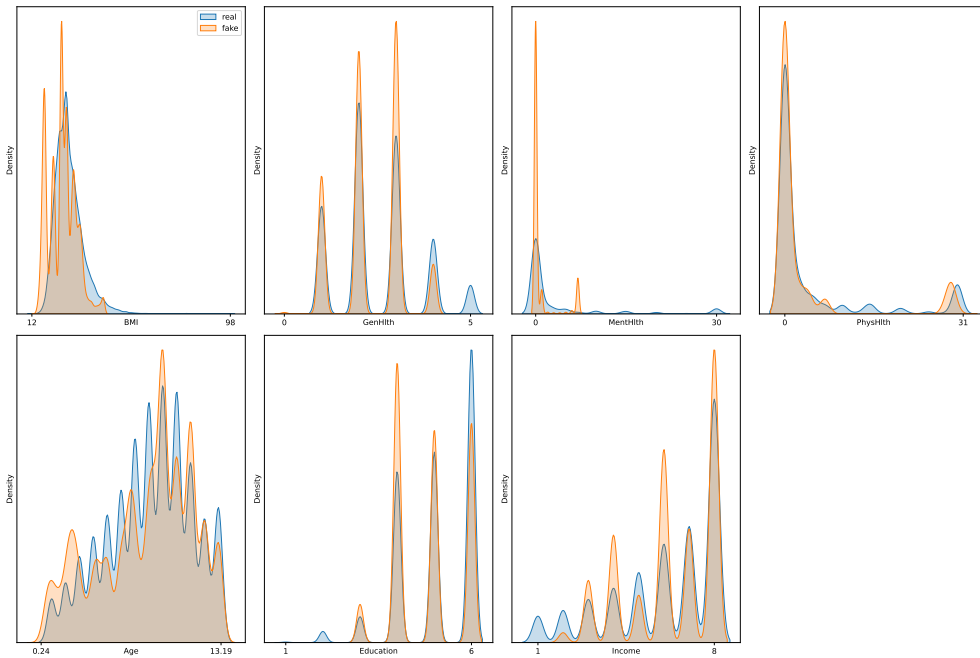 real
fake
Density
12 BMI 98
Density
0 GenHlth 5
Density
0 MentHlth 30
Density
0 PhysHlth 31
Density
0.24 Age 13.19
Density
1 Education 6
Density
1 Income 8